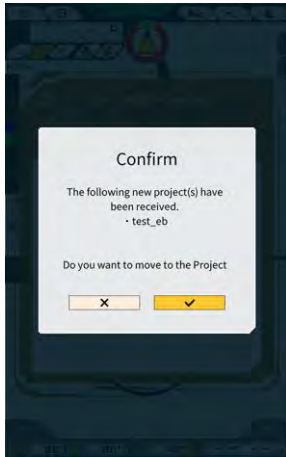 Confirm
The following new project(s) have
been received.
・test_eb
Do you want to move to the Project